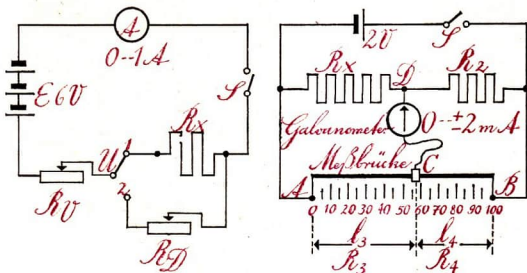 A
0-1A
E6V
S
Rx
U
1
2
RV
RD
2V
S
Rx
D
R2
Galvanometer
0-±2mA
Meßbrücke
C
A
B
0 10 20 30 40 50 60 70 80 90 100
l3
l4
R3
R4